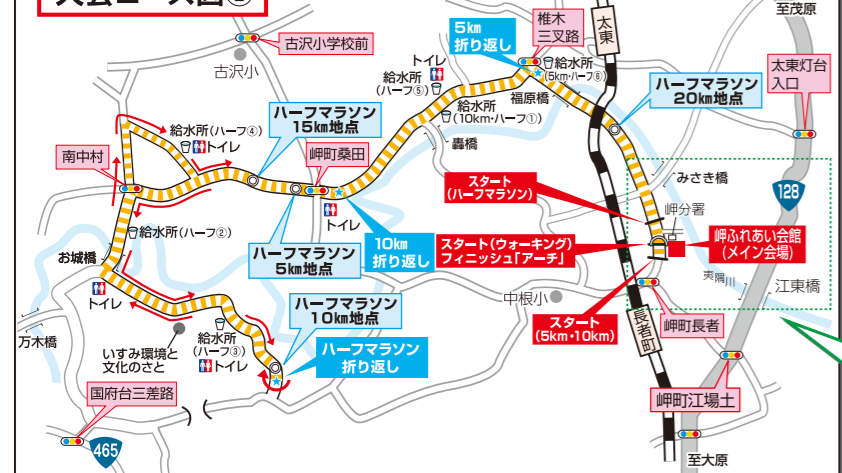 至茂原
古沢小学校前
古沢小
5km
折り返し
椎木
三叉路
太東
トイレ
給水所
(ハーフ⑤)
給水所
(5km・ハーフ⑥)
太東灯台
入口
福原橋
ハーフマラソン
20km地点
給水所
(10km・ハーフ①)
ハーフマラソン
15km地点
給水所(ハーフ④)
トイレ
轟橋
南中村
岬町桑田
スタート
(ハーフマラソン)
みさき橋
128
岬分署
トイレ
給水所(ハーフ②)
10km
折り返し
スタート(ウォーキング)
フィニッシュ「アーチ」
岬ふれあい会館
(メイン会場)
お城橋
ハーフマラソン
5km地点
夷隅川
江東橋
トイレ
ハーフマラソン
10km地点
中根小
スタート
(5km・10km)
長者町
岬町長者
万木橋
いすみ環境と
文化のさと
給水所
(ハーフ③)
トイレ
ハーフマラソン
折り返し
国府台三差路
岬町江場土
465
至大原